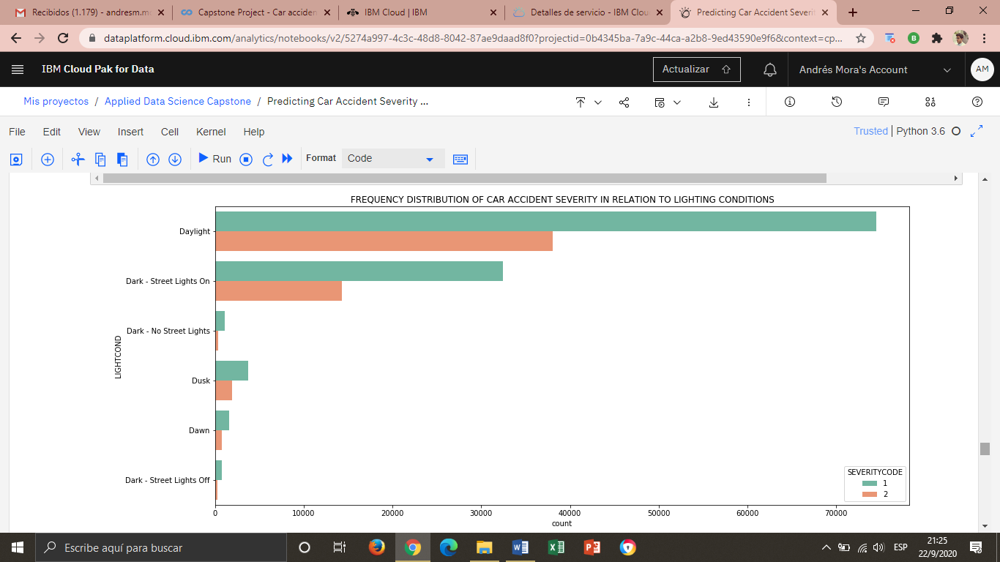 Recibidos (1.179) - andresm.m
Capstone Project - Car acciden
IBM Cloud | IBM
Detalles de servicio - IBM Clou
Predicting Car Accident Severit
dataplatform.cloud.ibm.com/analytics/notebooks/v2/5274a997-4c3c-48d8-8042-87ae9daad8f0?projectid=0b4345ba-7a9c-44ca-a2b8-9ed43590e9f6&context=cp...
IBM Cloud Pak for Data
Actualizar
Andrés Mora's Account
AM
Mis proyectos / Applied Data Science Capstone / Predicting Car Accident Severity ...
File Edit View Insert Cell Kernel Help
Trusted | Python 3.6
Run
Format
Code
FREQUENCY DISTRIBUTION OF CAR ACCIDENT SEVERITY IN RELATION TO LIGHTING CONDITIONS
Daylight
Dark - Street Lights On
Dark - No Street Lights
LIGHTCOND
Dusk
Dawn
Dark - Street Lights Off
SEVERITYCODE
1
2
0 10000 20000 30000 40000 50000 60000 70000
count
Escribe aquí para buscar
ESP
21:25
22/9/2020